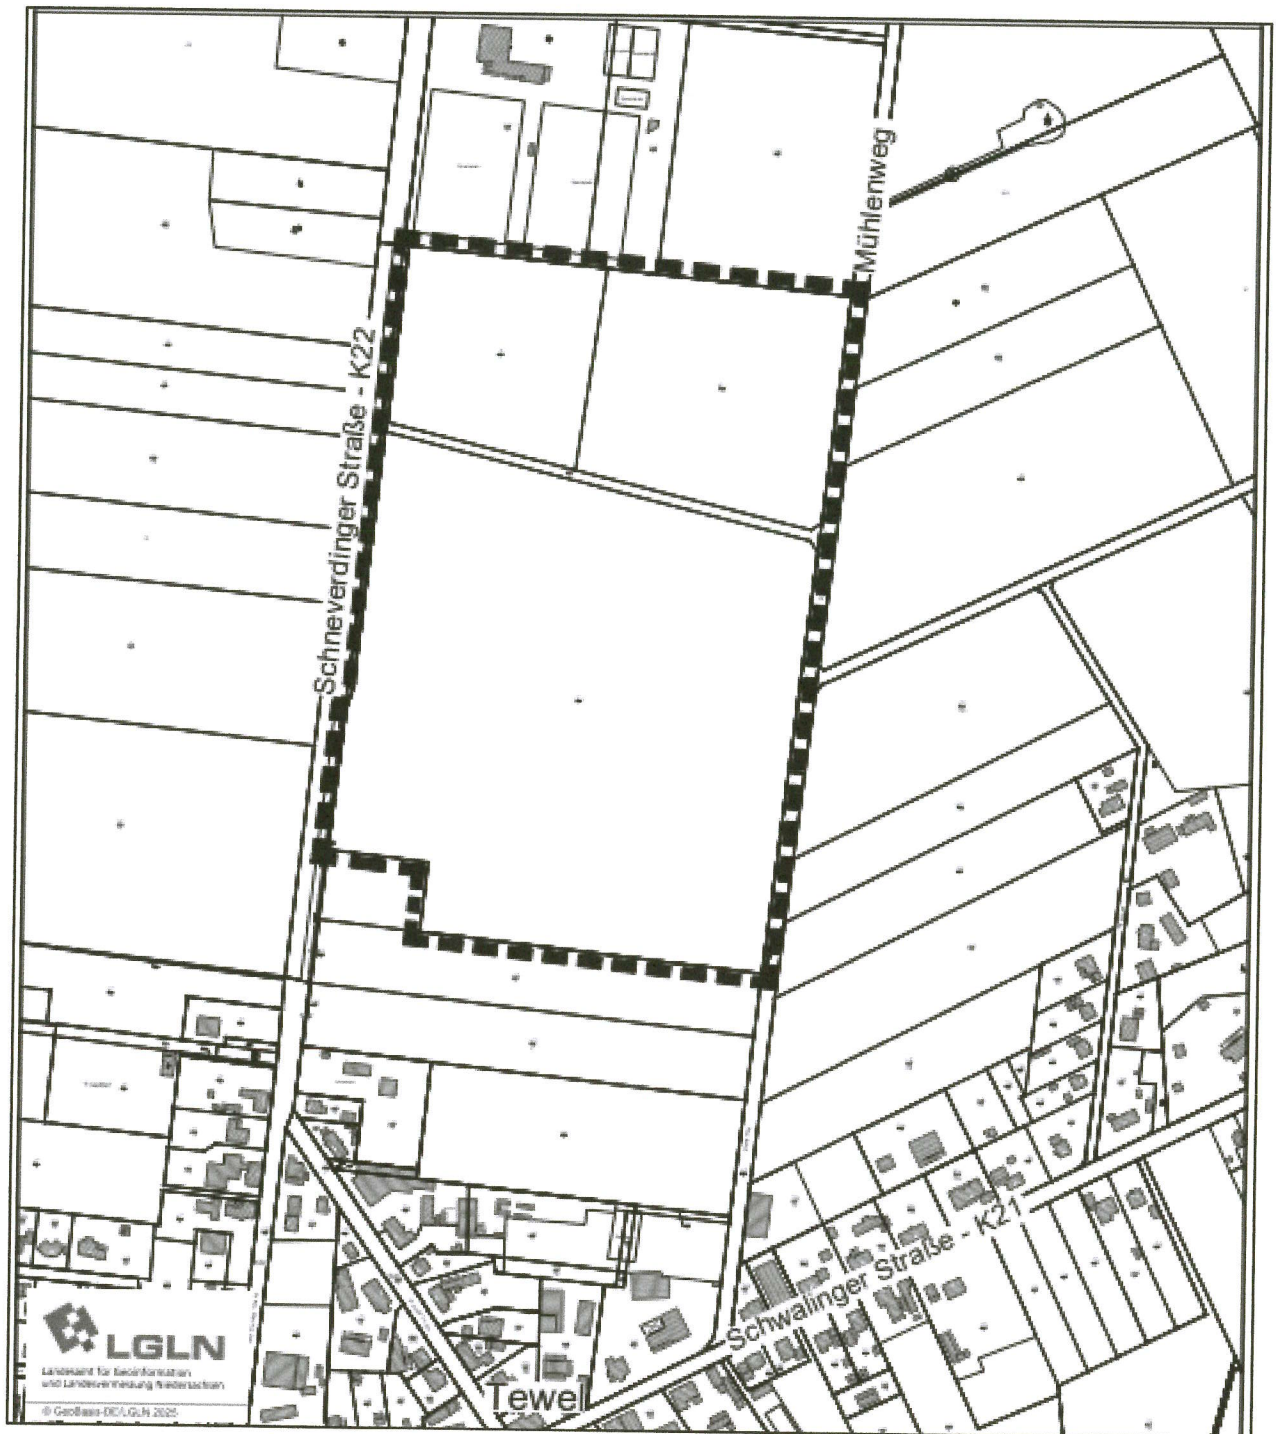 Mühlenweg
Schneverdinger Straße - K22
Schwalinger Straße - K21
Tewel
LGLN
Landesamt für Geoinformation
und Landesvermessung Niedersachsen
© GeoBasis-DE/LGLN 2025